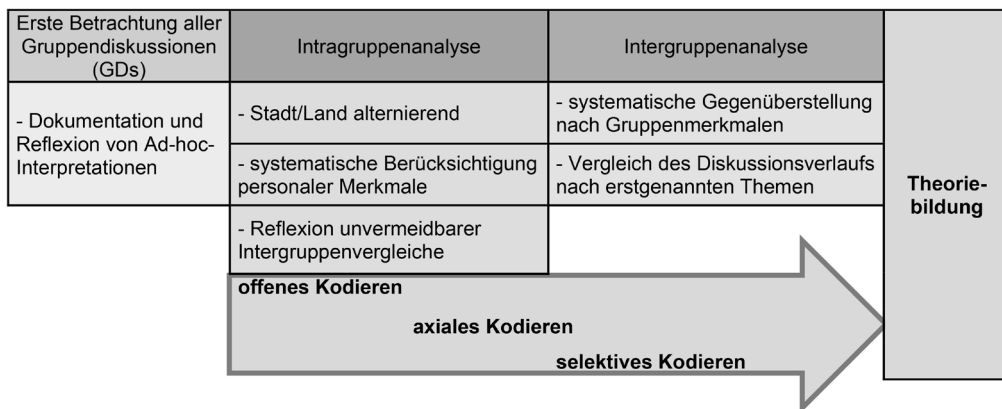 Erste Betrachtung aller
Gruppendiskussionen
(GDs)
Intragruppenanalyse
Intergruppenanalyse
- Dokumentation und
Reflexion von Ad-hoc-
Interpretationen
- Stadt/Land alternierend
- systematische Berücksichtigung
personaler Merkmale
- Reflexion unvermeidbarer
Intergruppenvergleiche
- systematische Gegenüberstellung
nach Gruppenmerkmalen
- Vergleich des Diskussionsverlaufs
nach erstgenannten Themen
Theorie-
bildung
offenes Kodieren
axiales Kodieren
selektives Kodieren